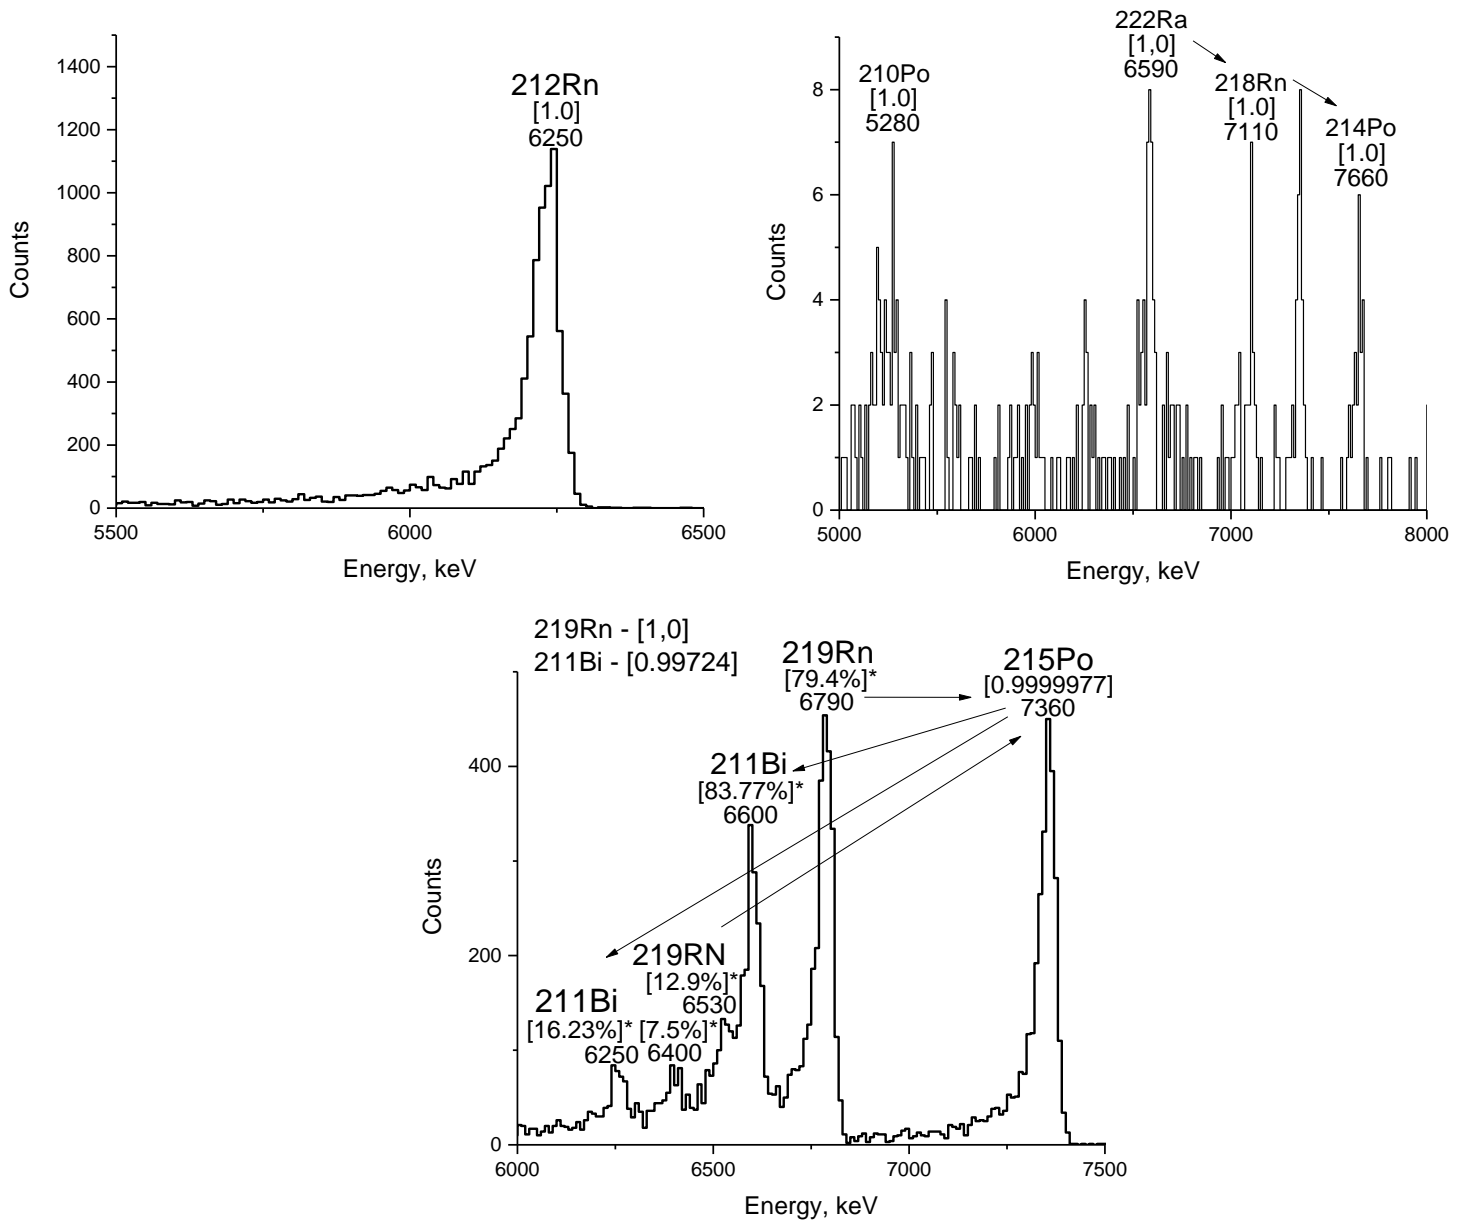 212Rn
[1.0]
6250
1400
1200
1000
800
600
400
200
0
Counts
5500
6000
6500
Energy, keV
222Ra
[1,0]
6590
210Po
[1.0]
5280
218Rn
[1.0]
7110
214Po
[1.0]
7660
8
6
4
2
0
Counts
5000
6000
7000
8000
Energy, keV
219Rn - [1,0]
211Bi - [0.99724]
219Rn
[79.4%]*
6790
215Po
[0.9999977]
7360
211Bi
[83.77%]*
6600
219RN
[12.9%]*
6530
211Bi
[16.23%]*
6250
[7.5%]*
6400
400
200
0
Counts
6000
6500
7000
7500
Energy, keV